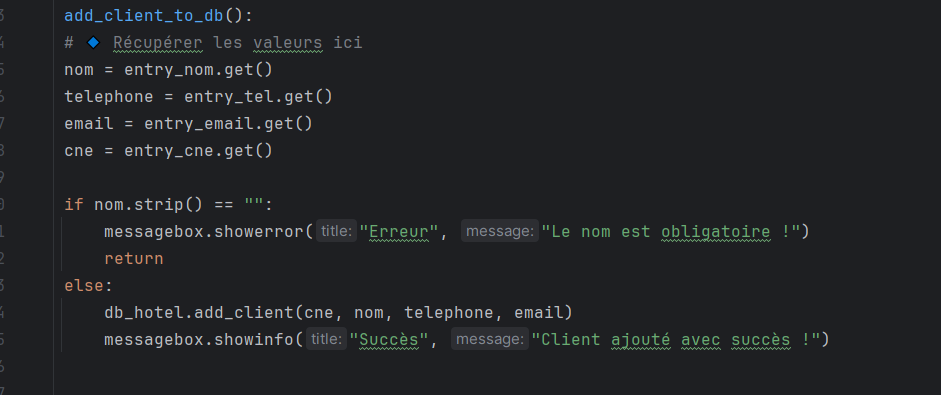 add_client_to_db():
# 🔹 Récupérer les valeurs ici
nom = entry_nom.get()
telephone = entry_tel.get()
email = entry_email.get()
cne = entry_cne.get()
if nom.strip() == "":
messagebox.showerror( title: "Erreur", message: "Le nom est obligatoire !")
return
else:
db_hotel.add_client(cne, nom, telephone, email)
messagebox.showinfo( title: "Succès", message: "Client ajouté avec succès !")